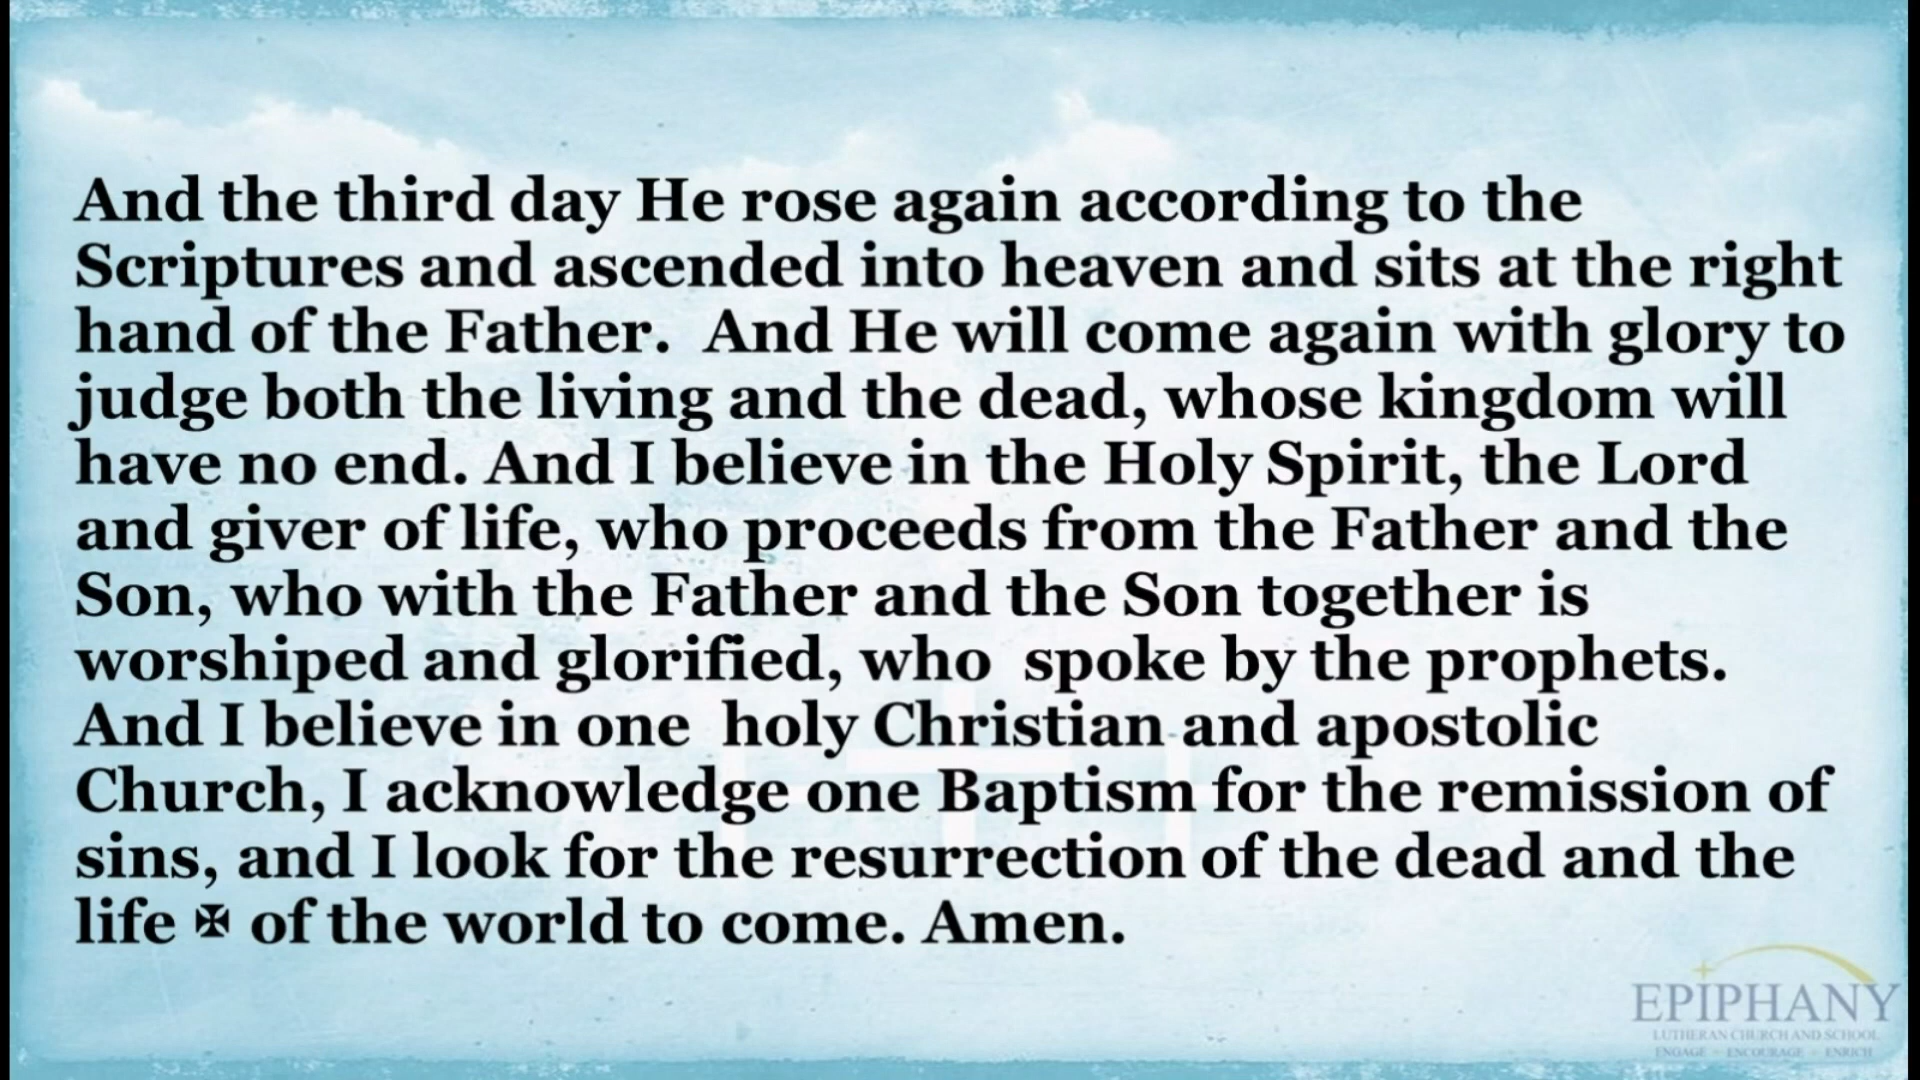 And the third day He rose again according to the
Scriptures and ascended into heaven and sits at the right
hand of the Father.  And He will come again with glory to
judge both the living and the dead, whose kingdom will
have no end. And I believe in the Holy Spirit, the Lord
and giver of life, who proceeds from the Father and the
Son, who with the Father and the Son together is
worshiped and glorified, who  spoke by the prophets.
And I believe in one  holy Christian and apostolic
Church, I acknowledge one Baptism for the remission of
sins, and I look for the resurrection of the dead and the
life ✠ of the world to come. Amen.
EPIPHANY
LUTHERAN CHURCH AND SCHOOL
ENGAGE - ENCOURAGE - ENRICH